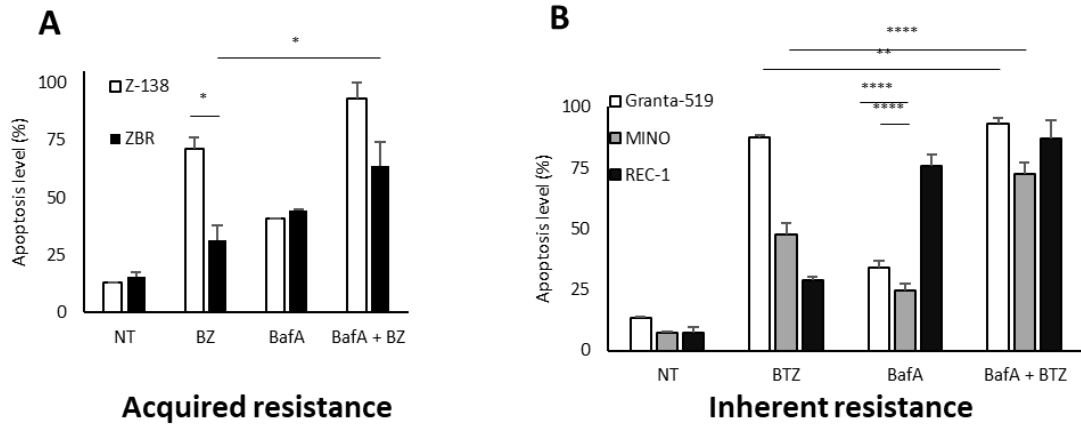 A
*
*
Z-138
ZBR
Apoptosis level (%)
100
75
50
25
0
NT
BZ
BafA
BafA + BZ
Acquired resistance
B
****
**
****
****
Granta-519
MINO
REC-1
Apoptosis level (%)
100
75
50
25
0
NT
BTZ
BafA
BafA + BTZ
Inherent resistance